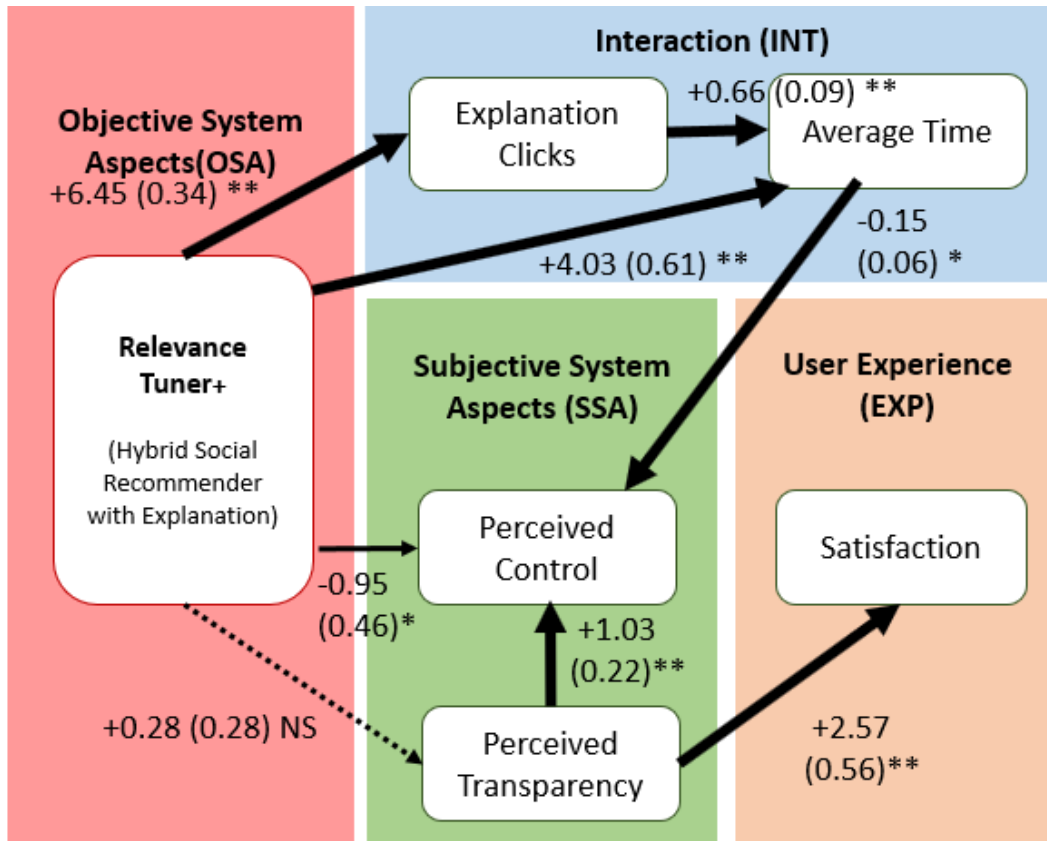 Interaction (INT)
Objective System
Aspects(OSA)
+6.45 (0.34) **
Explanation
Clicks
+0.66 (0.09) **
Average Time
-0.15
(0.06) *
+4.03 (0.61) **
Relevance
Tuner+
(Hybrid Social
Recommender
with Explanation)
Subjective System
Aspects (SSA)
User Experience
(EXP)
Perceived
Control
Satisfaction
-0.95
(0.46)*
+1.03
(0.22)**
+0.28 (0.28) NS
Perceived
Transparency
+2.57
(0.56)**